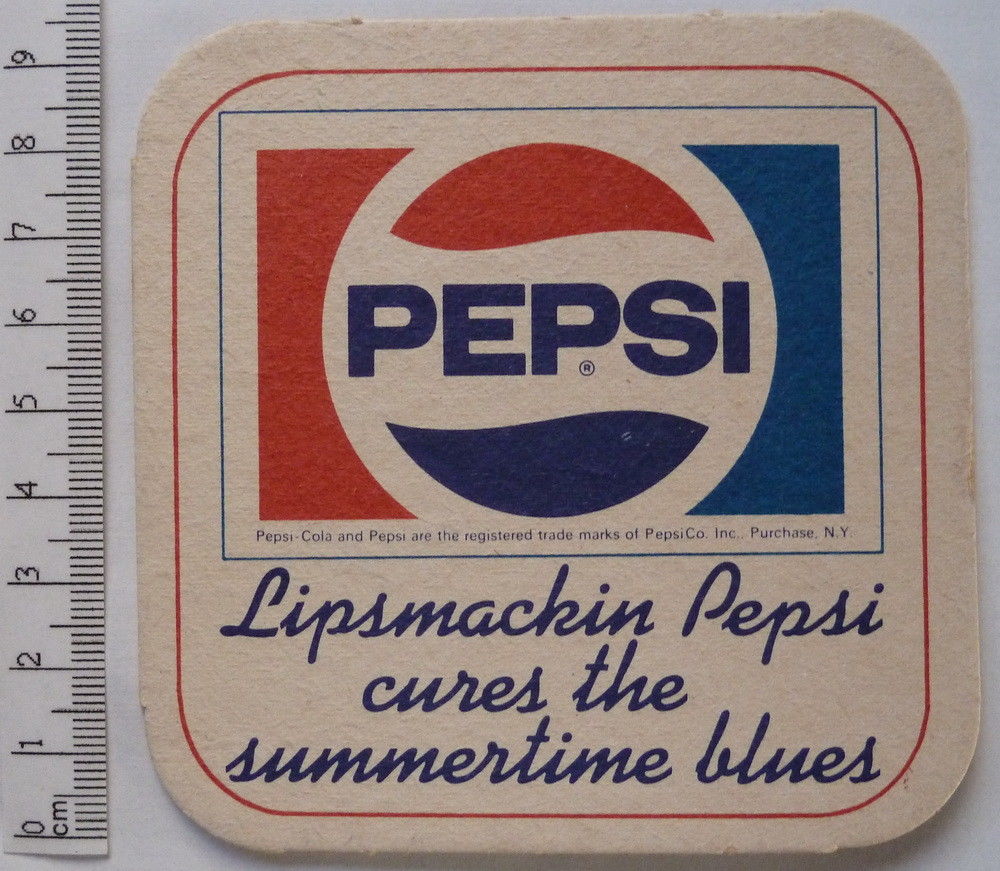 PEPSI
®
Pepsi-Cola and Pepsi are the registered trade marks of PepsiCo. Inc., Purchase, N.Y.
Lipsmackin Pepsi
cures the
summertime blues
9
8
7
6
5
4
3
2
1
0
cm